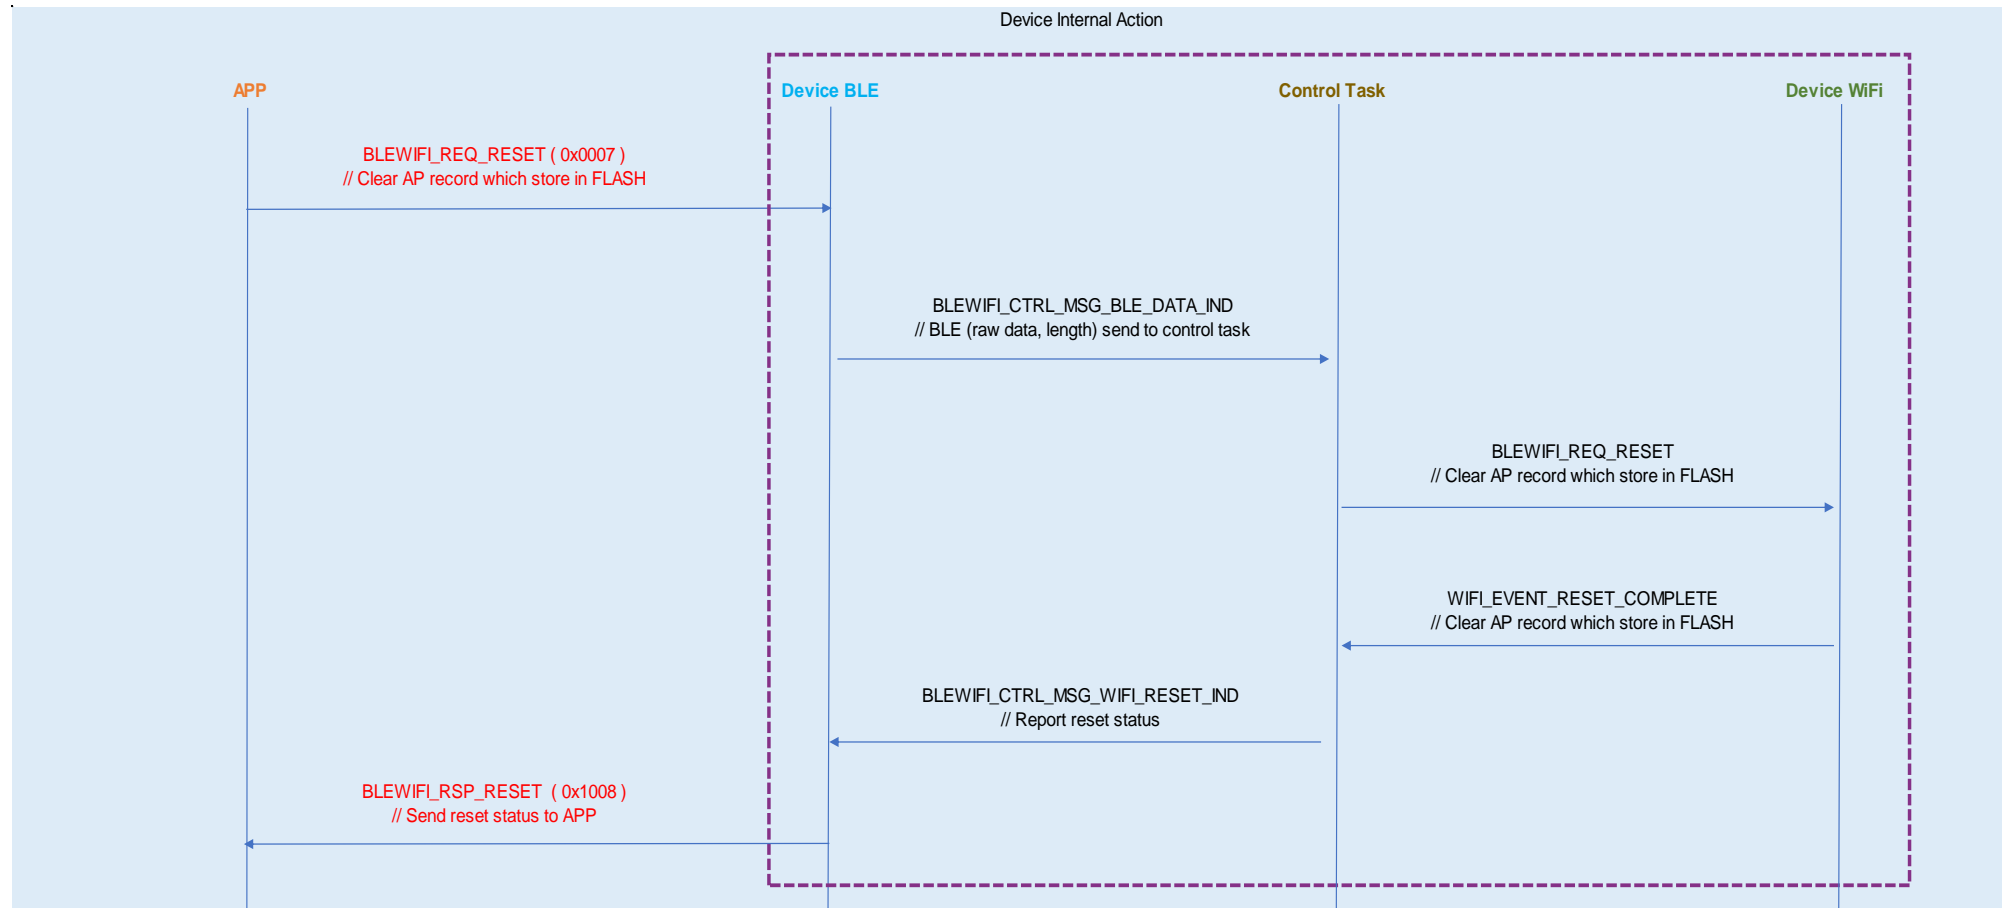 Device Internal Action
APP
Device BLE
Control Task
Device WiFi
BLEWIFI_REQ_RESET ( 0x0007 )
// Clear AP record which store in FLASH
BLEWIFI_CTRL_MSG_BLE_DATA_IND
// BLE (raw data, length) send to control task
BLEWIFI_REQ_RESET
// Clear AP record which store in FLASH
WIFI_EVENT_RESET_COMPLETE
// Clear AP record which store in FLASH
BLEWIFI_CTRL_MSG_WIFI_RESET_IND
// Report reset status
BLEWIFI_RSP_RESET ( 0x1008 )
// Send reset status to APP